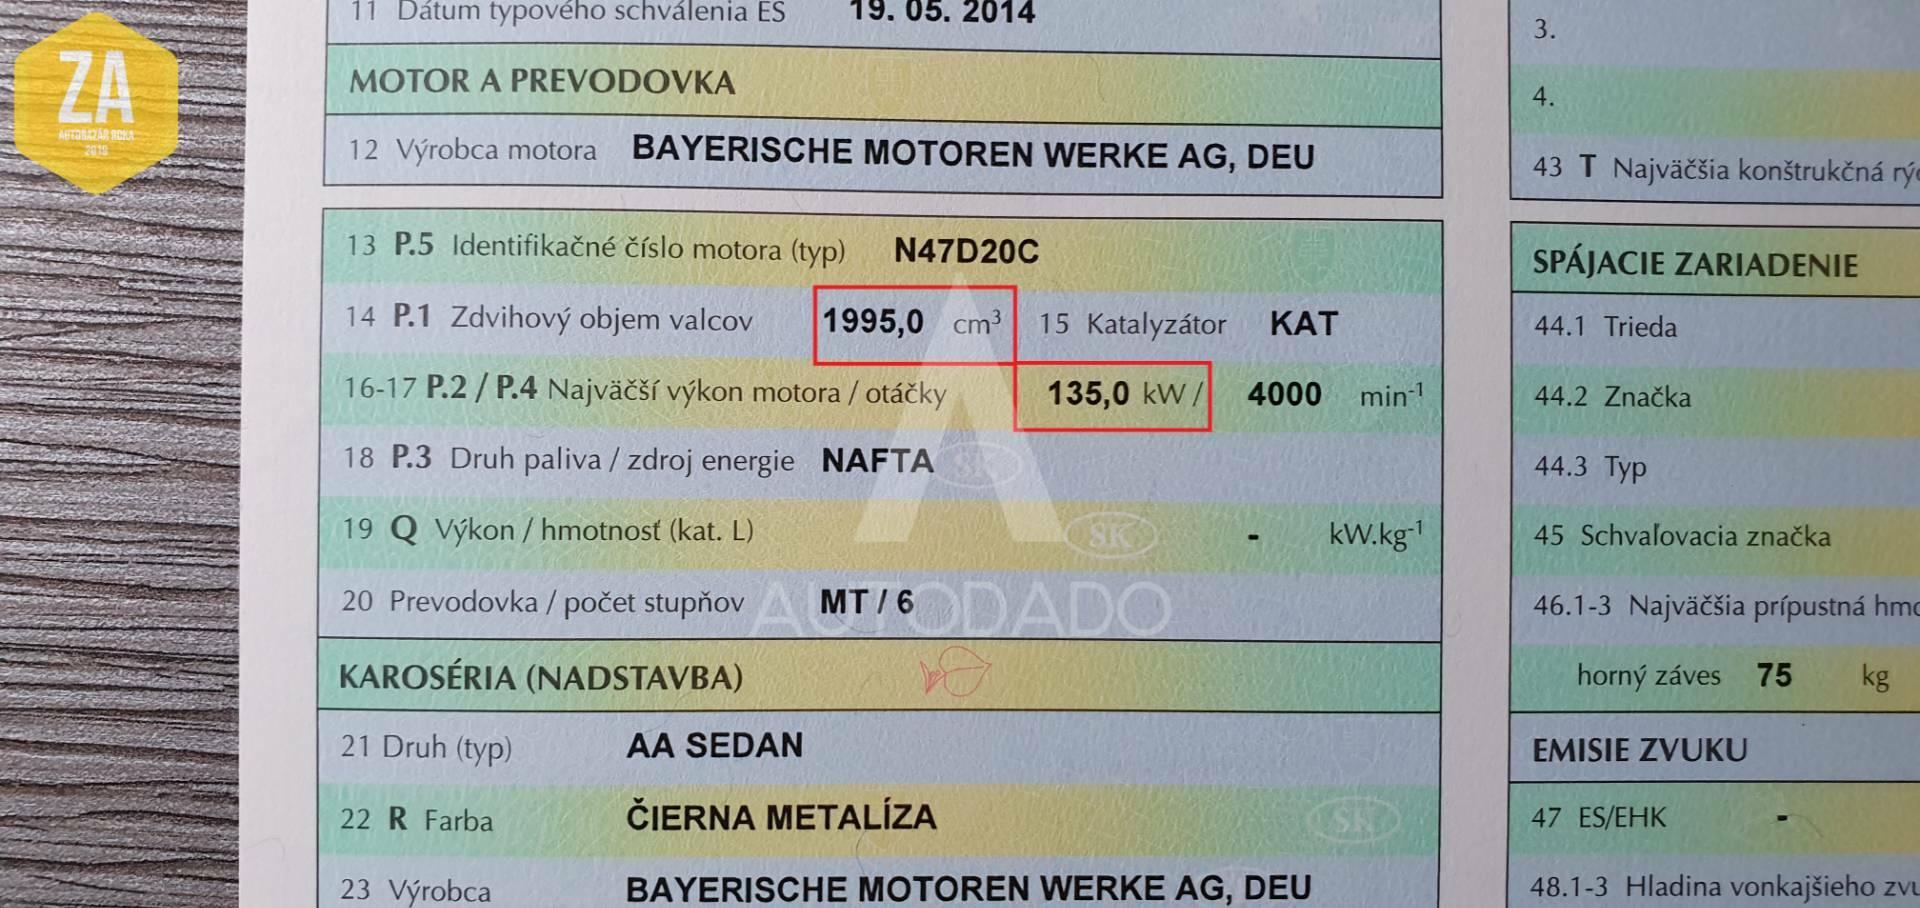 ZA
AUTOBAZÁR ROKA
2019
11 Dátum typového schválenia ES 19. 05. 2014
MOTOR A PREVODOVKA
12 Výrobca motora BAYERISCHE MOTOREN WERKE AG, DEU
13 P.5 Identifikačné číslo motora (typ) N47D20C
14 P.1 Zdvihový objem valcov 1995,0 cm³ 15 Katalyzátor KAT
16-17 P.2 / P.4 Najväčší výkon motora / otáčky 135,0 kW / 4000 min⁻¹
18 P.3 Druh paliva / zdroj energie NAFTA
SK
19 Q Výkon / hmotnosť (kat. L) - kW.kg⁻¹
SK
20 Prevodovka / počet stupňov MT / 6
AUTODADO
KAROSÉRIA (NADSTAVBA)
21 Druh (typ) AA SEDAN
22 R Farba ČIERNA METALÍZA
SK
23 Výrobca BAYERISCHE MOTOREN WERKE AG, DEU
3.
4.
43 T Najväčšia konštrukčná
SPÁJACIE ZARIADENIE
44.1 Trieda
44.2 Značka
44.3 Typ
45 Schvaľovacia značka
46.1-3 Najväčšia prípustná
horný záves 75 kg
EMISIE ZVUKU
47 ES/EHK -
48.1-3 Hladina vonkajšieho